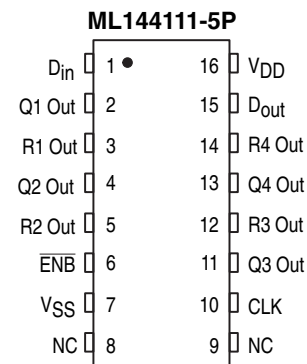 ML144111-5P
Din 1 16 VDD
Q1 Out 2 15 Dout
R1 Out 3 14 R4 Out
Q2 Out 4 13 Q4 Out
R2 Out 5 12 R3 Out
E̅N̅B̅ 6 11 Q3 Out
VSS 7 10 CLK
NC 8 9 NC